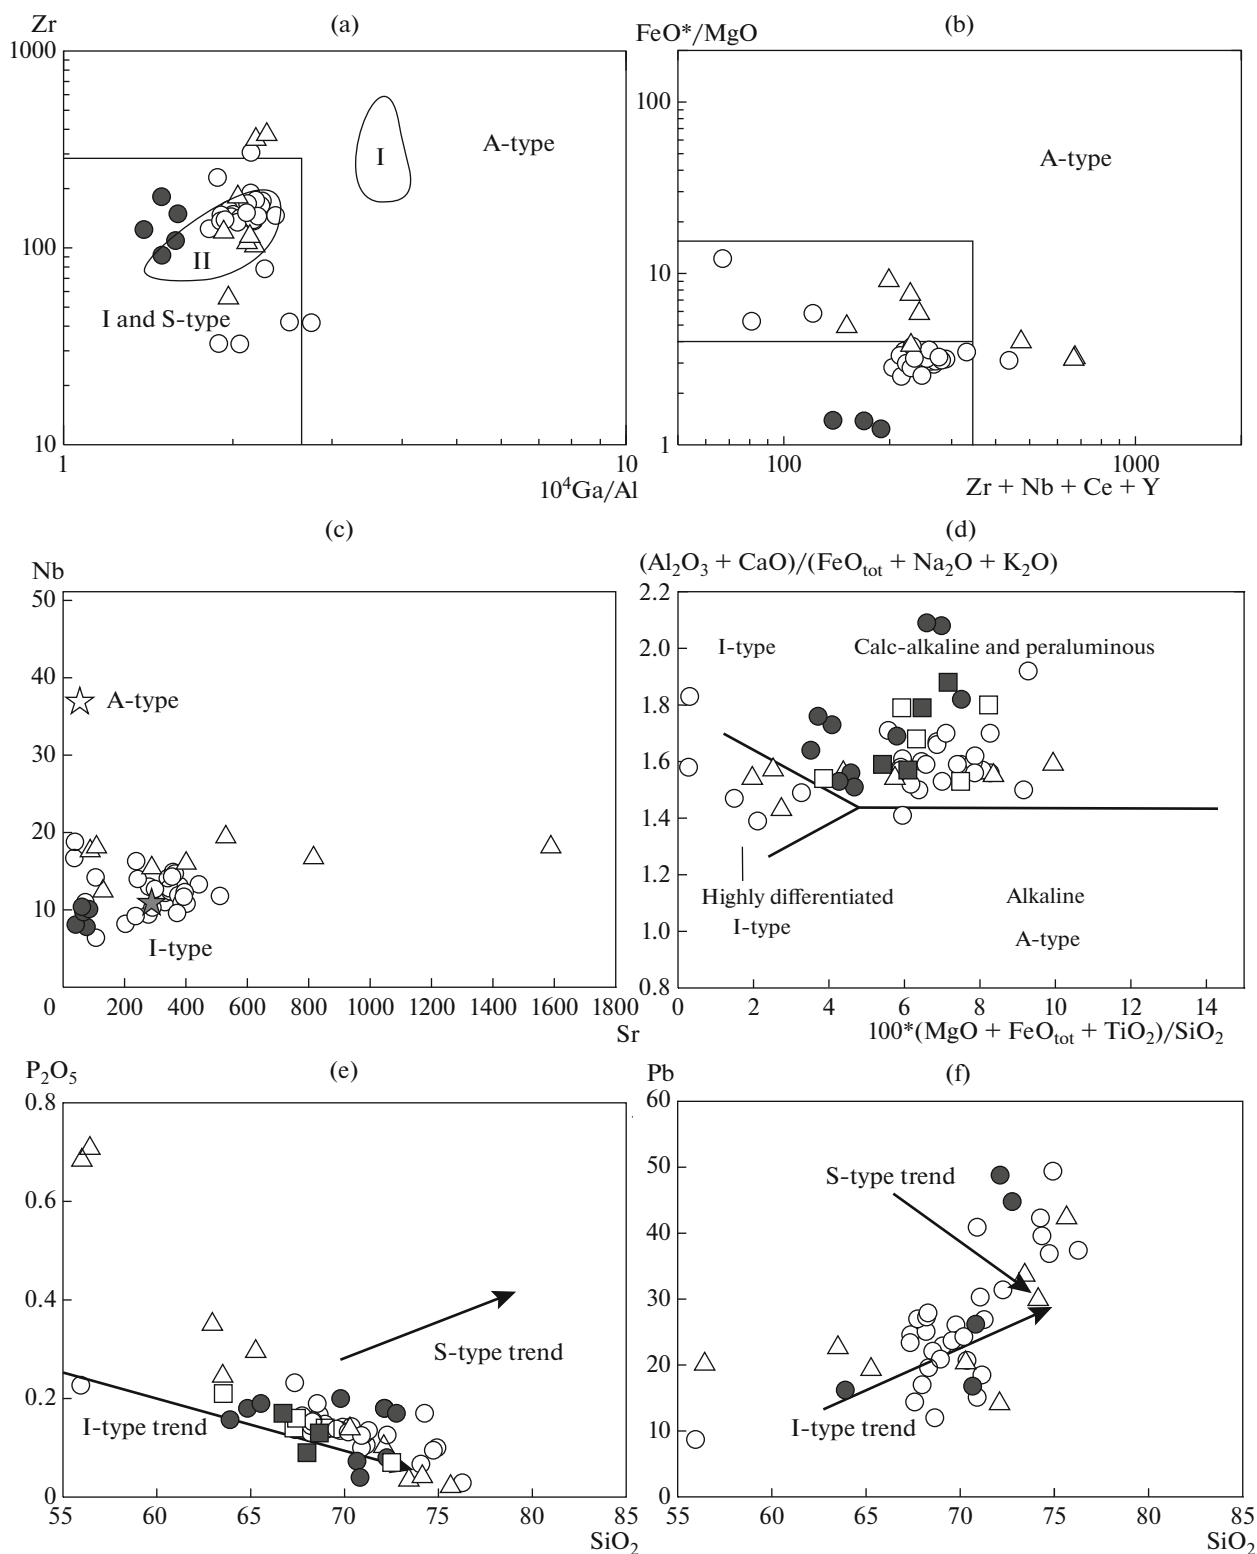 Zr
(a)
1000
I
A-type
100
II
I and S-type
10
1
10
10⁴Ga/Al
(b)
FeO*/MgO
100
A-type
10
1
100
1000
Zr + Nb + Ce + Y
(c)
Nb
50
40
A-type
30
20
10
I-type
0 200 400 600 800 1000 1200 1400 1600 1800
Sr
(d)
(Al₂O₃ + CaO)/(FeOₜₒₜ + Na₂O + K₂O)
2.2
I-type
Calc-alkaline and peraluminous
2.0
1.8
1.6
1.4
1.2
Highly differentiated
I-type
Alkaline
A-type
1.0
0.8
0 2 4 6 8 10 12 14
100*(MgO + FeOₜₒₜ + TiO₂)/SiO₂
P₂O₅
(e)
0.8
0.6
0.4
S-type trend
0.2
I-type trend
0
55 60 65 70 75 80 85
SiO₂
Pb
(f)
60
50
S-type trend
40
30
20
I-type trend
10
0
55 60 65 70 75 80 85
SiO₂